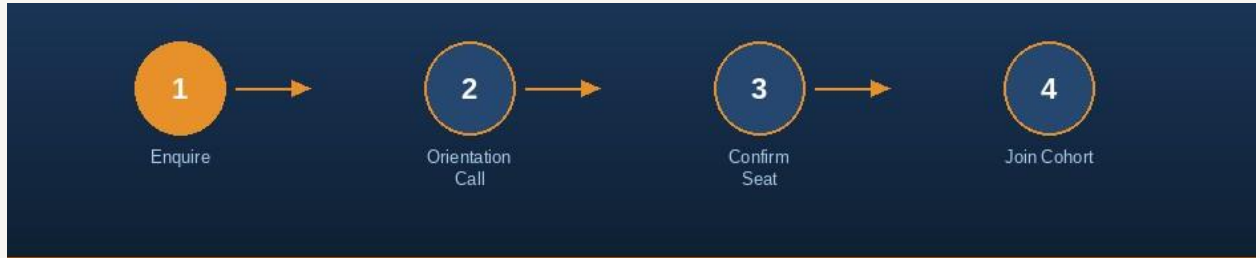 1
2
3
4
Enquire
Orientation
Call
Confirm
Seat
Join Cohort